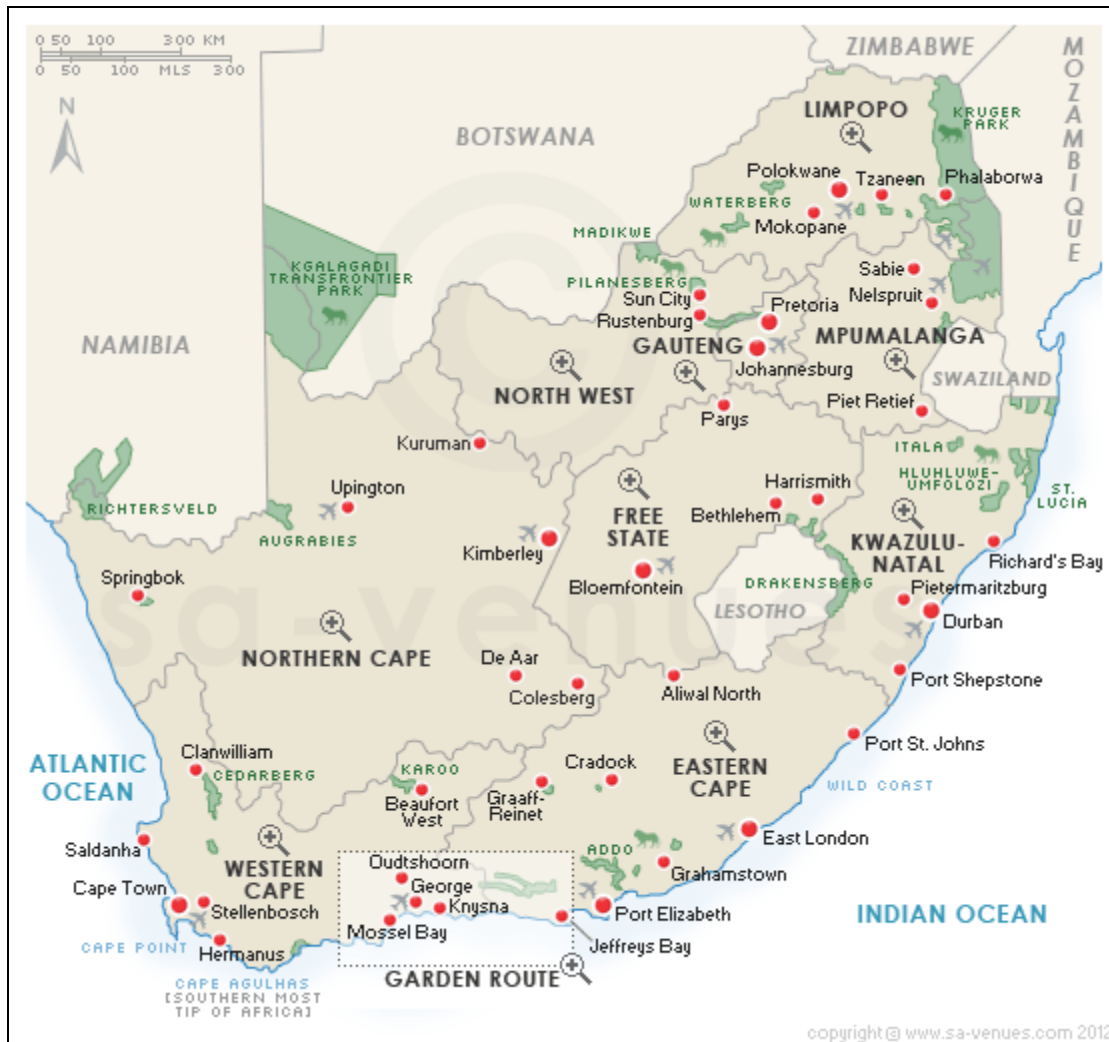 0 50 100 300 KM
0 50 100 MLS 300
N
ZIMBABWE
MOZAMBIQUE
BOTSWANA
LIMPOPO
KRUGER
PARK
Polokwane
Tzaneen
Phalaborwa
WATERBERG
Mokopane
MADIKWE
KGALAGADI
TRANSFRONTIER
PARK
PILANESBERG
Sun City
Rustenburg
Sabie
Nelspruit
Pretoria
NAMIBIA
GAUTENG
MPUMALANGA
Johannesburg
SWAZILAND
NORTH WEST
Parys
Piet Retief
Kuruman
ITALA
HLUHLUWE-
UMFOLOZI
ST.
LUCIA
Upington
Harrismith
Bethlehem
RICHTERSVELD
FREE
STATE
AUGRABIES
KWAZULU-
NATAL
Kimberley
Richard's Bay
Springbok
Bloemfontein
DRAKENSBERG
Pietermaritzburg
LESOTHO
Durban
sa-venues
NORTHERN CAPE
De Aar
Colesberg
Aliwal North
Port Shepstone
Port St. Johns
Clanwilliam
ATLANTIC
OCEAN
CEDARBERG
KAROO
Cradock
EASTERN
CAPE
Beaufort
West
Graaff-
Reinet
WILD COAST
Saldanha
East London
WESTERN
CAPE
Oudtshoorn
ADDO
Grahamstown
Cape Town
George
Stellenbosch
Knysna
Port Elizabeth
INDIAN OCEAN
Mossel Bay
CAPE POINT
Hermanus
Jeffreys Bay
GARDEN ROUTE
CAPE AGULHAS
[SOUTHERN MOST
TIP OF AFRICA]
copyright © www.sa-venues.com 2012